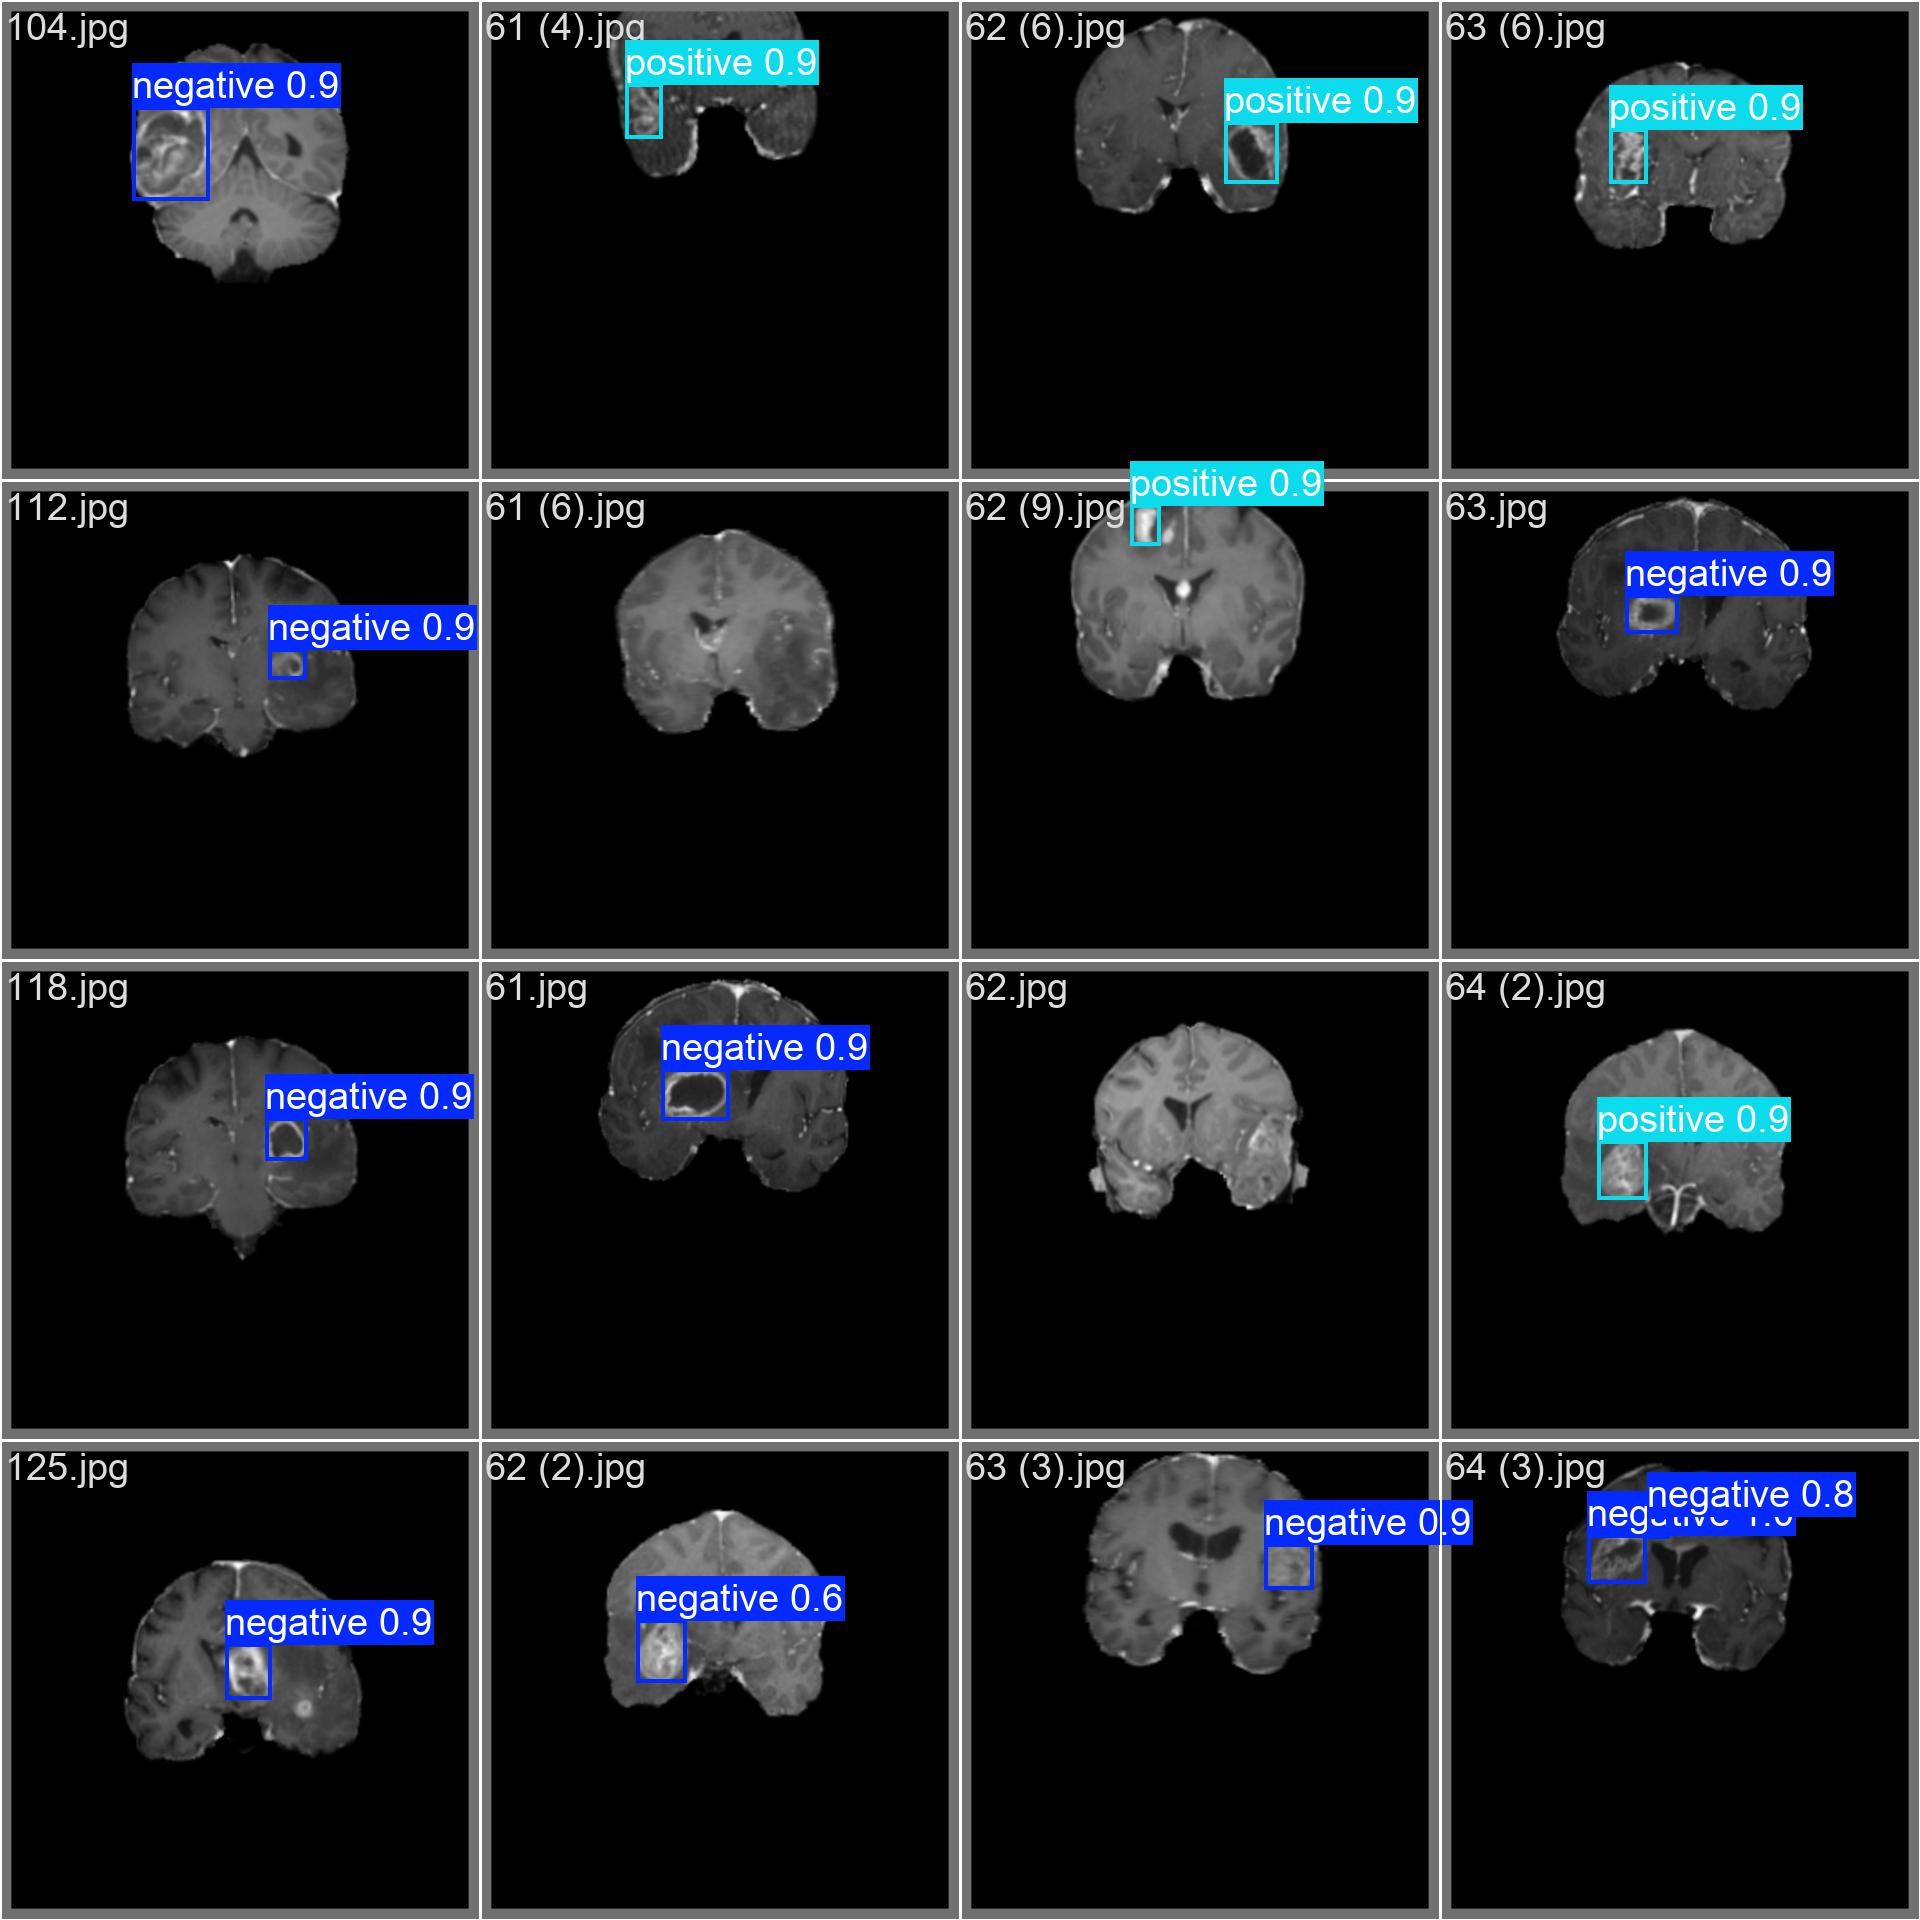 104.jpg
negative 0.9
61 (4).jpg
positive 0.9
62 (6).jpg
positive 0.9
63 (6).jpg
positive 0.9
112.jpg
negative 0.9
61 (6).jpg
62 (9).jpg
positive 0.9
63.jpg
negative 0.9
118.jpg
negative 0.9
61.jpg
negative 0.9
62.jpg
64 (2).jpg
positive 0.9
125.jpg
negative 0.9
62 (2).jpg
negative 0.6
63 (3).jpg
negative 0.9
64 (3).jpg
negative 0.8